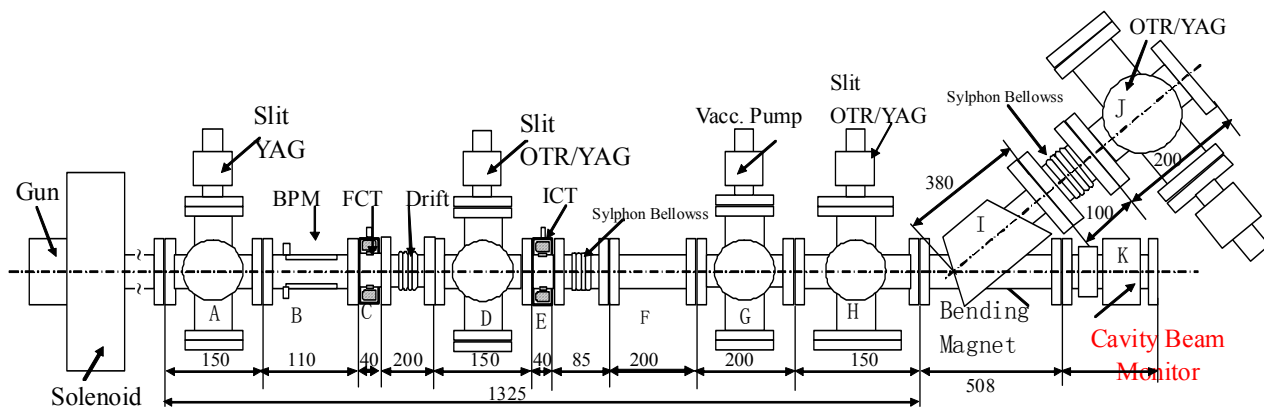 OTR/YAG
Slit
OTR/YAG
Sylphon Bellowss
J
Slit
YAG
Slit
OTR/YAG
Vacc. Pump
200
380
Gun
BPM
FCT
Drift
ICT
Sylphon Bellowss
100
I
K
A
B
C
D
E
F
G
H
Bending
Magnet
Cavity Beam
Monitor
150
110
40
200
150
40
85
200
200
150
508
1325
Solenoid